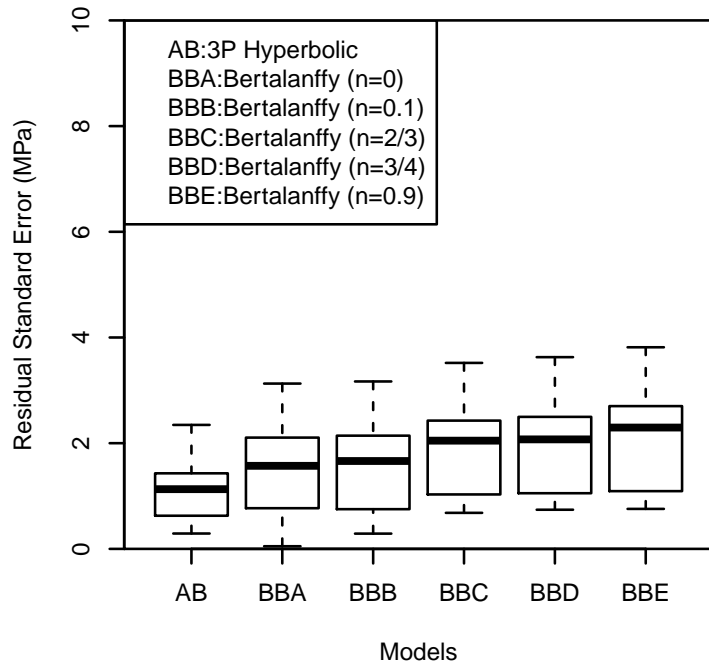 Residual Standard Error (MPa)
10
8
6
4
2
0
AB:3P Hyperbolic
BBA:Bertalanffy (n=0)
BBB:Bertalanffy (n=0.1)
BBC:Bertalanffy (n=2/3)
BBD:Bertalanffy (n=3/4)
BBE:Bertalanffy (n=0.9)
AB BBA BBB BBC BBD BBE
Models